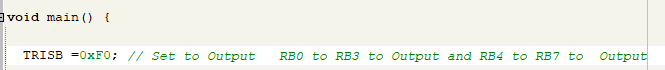 void main() {
TRISB =0xF0; // Set to Output   RB0 to RB3 to Output and RB4 to RB7 to  Output